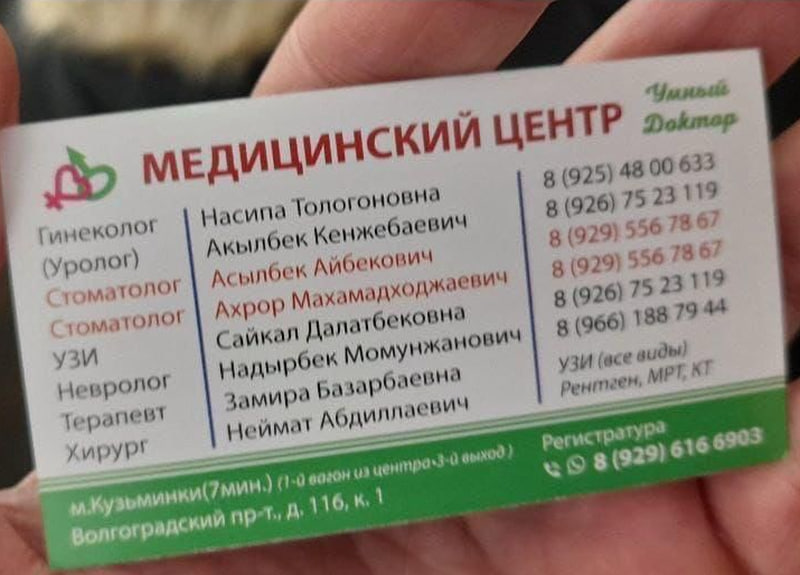 МЕДИЦИНСКИЙ ЦЕНТР
Умный
Доктор
Гинеколог Насипа Тологоновна 8 (925) 48 00 633
(Уролог) Акылбек Кенжебаевич 8 (926) 75 23 119
Стоматолог Асылбек Айбекович 8 (929) 556 78 67
Стоматолог Ахрор Махамадходжаевич 8 (929) 556 78 67
УЗИ Сайкал Далатбековна 8 (926) 75 23 119
Невролог Надырбек Момунжанович 8 (966) 188 79 44
Терапевт Замира Базарбаевна УЗИ (все виды)
Хирург Неймат Абдиллаевич Рентген, МРТ, КТ
м.Кузьминки(7мин.) (1-й вагон из центра•3-й выход)
Волгоградский пр-т., д. 116, к. 1
Регистратура
8 (929) 616 6903